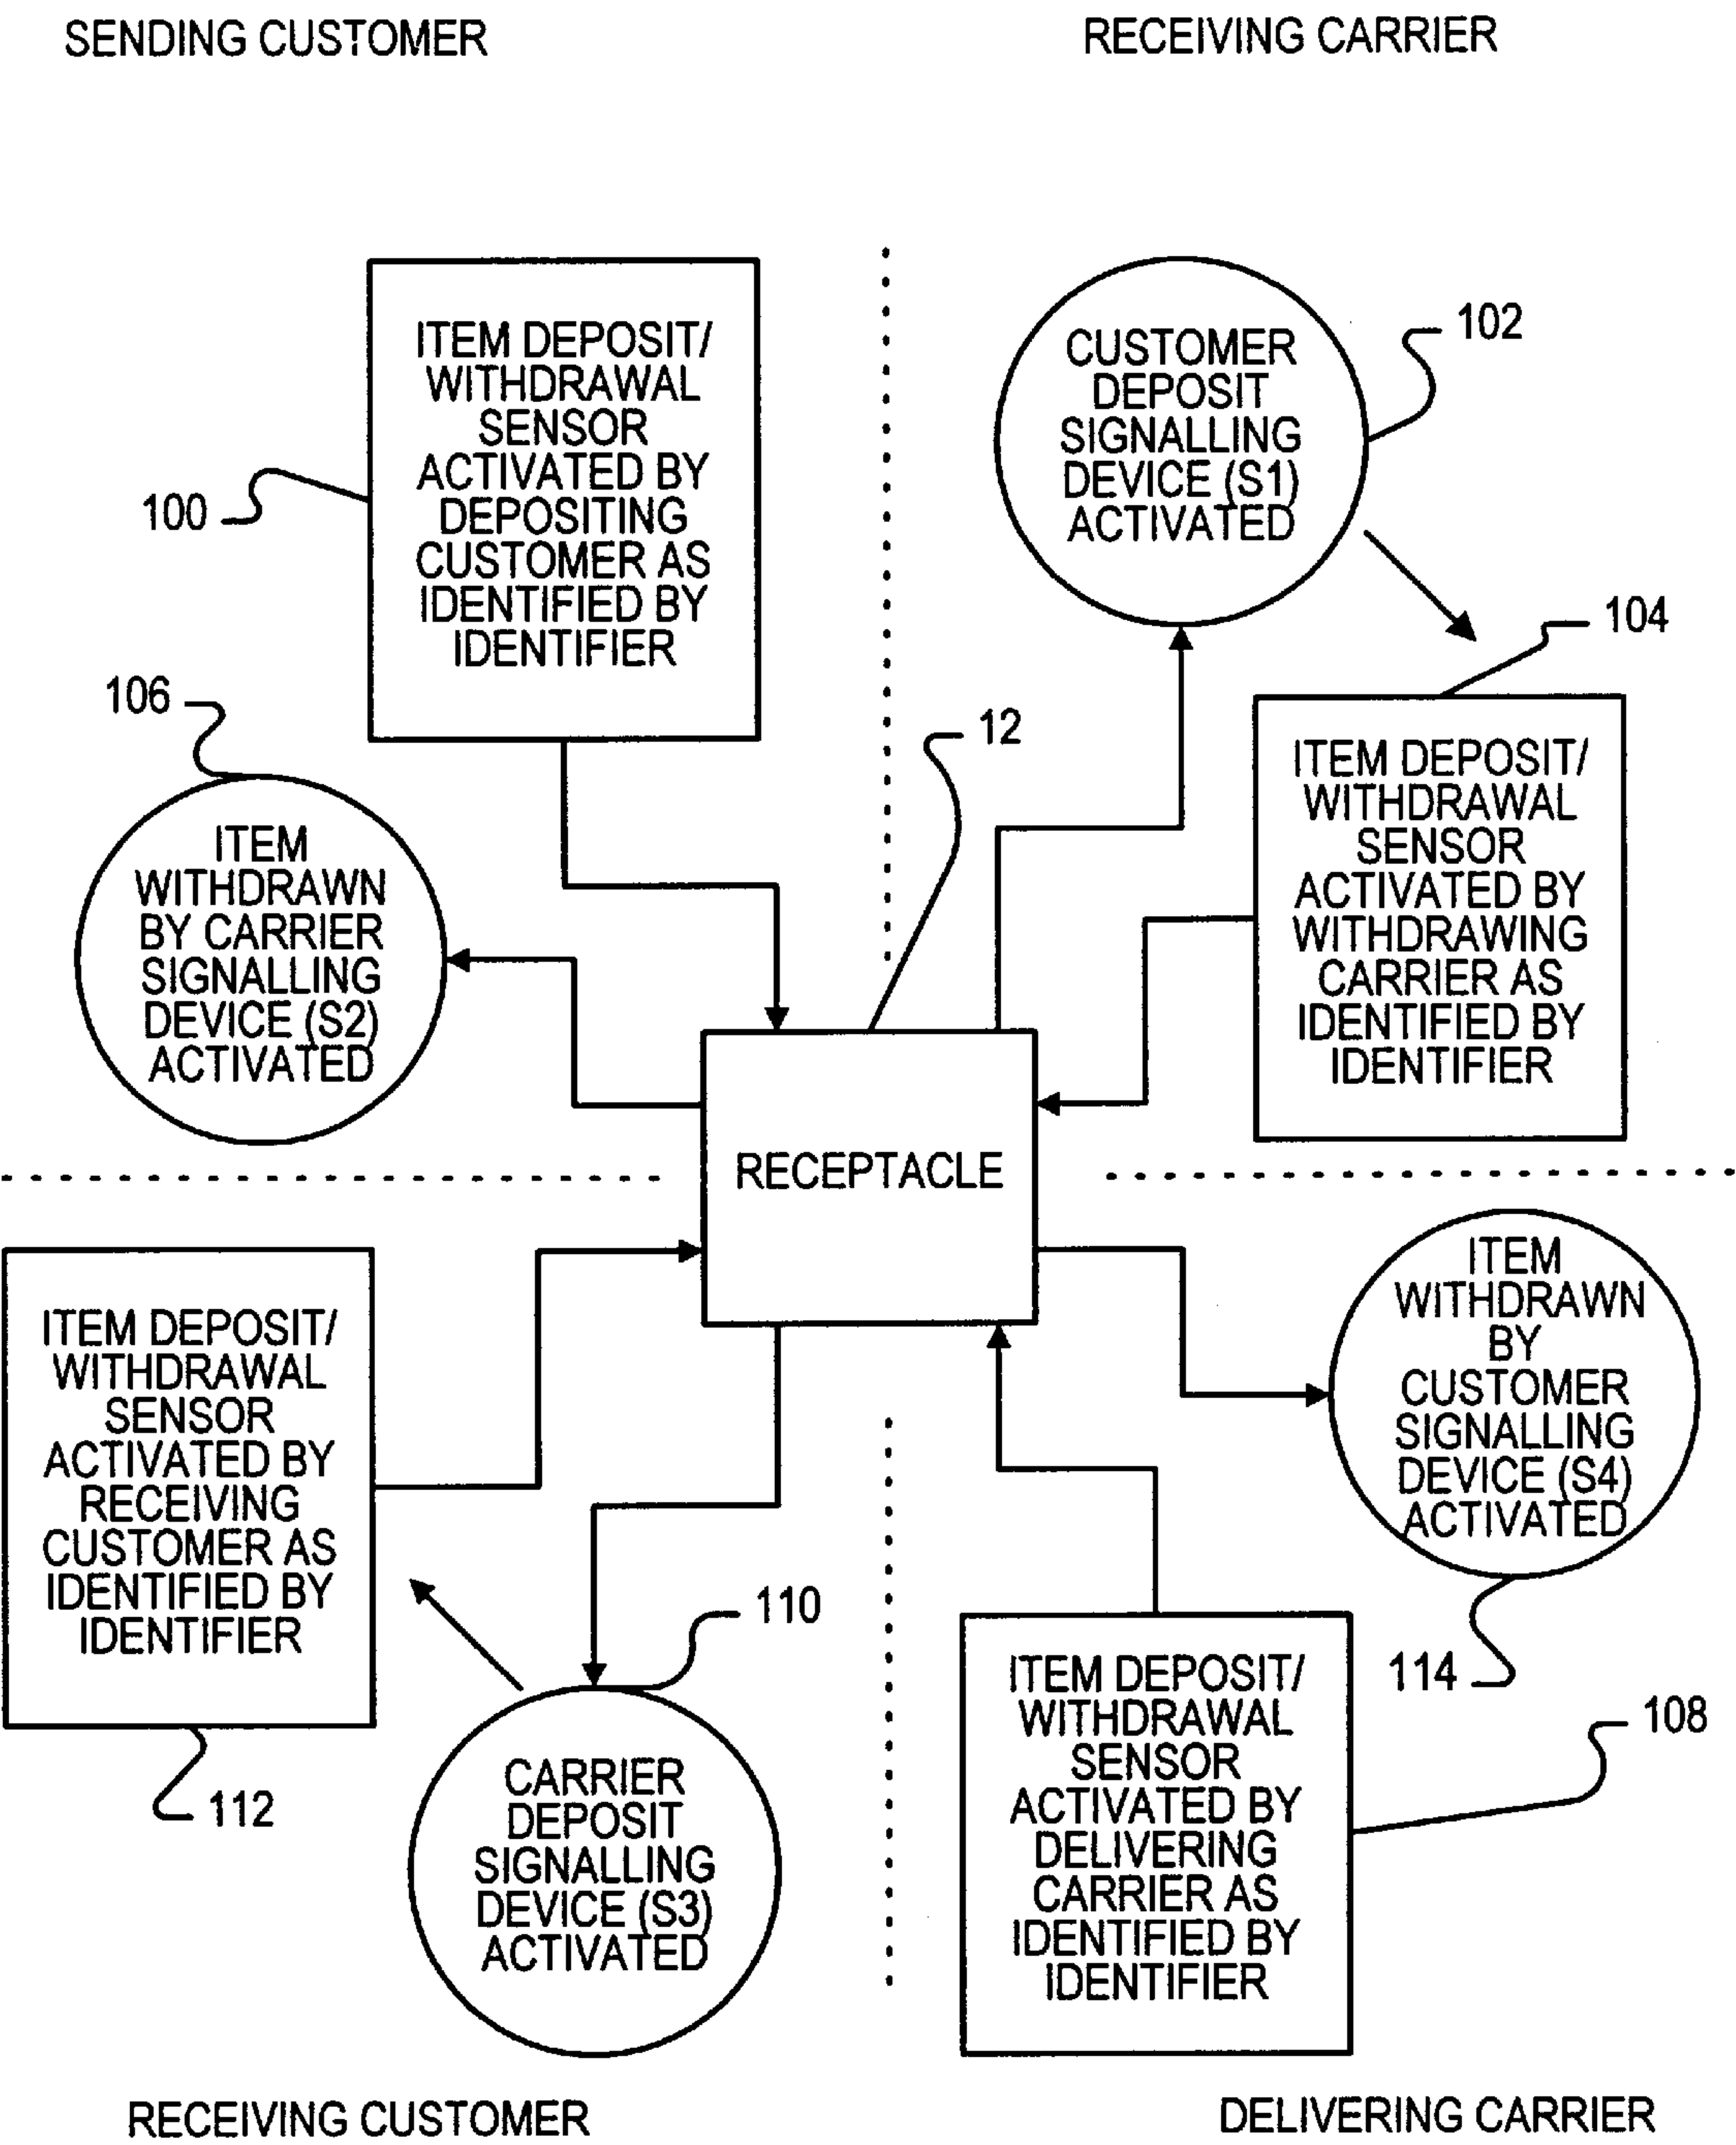 SENDING CUSTOMER
RECEIVING CARRIER
ITEM DEPOSIT/
WITHDRAWAL
SENSOR
ACTIVATED BY
DEPOSITING
CUSTOMER AS
IDENTIFIED BY
IDENTIFIER
100
CUSTOMER
DEPOSIT
SIGNALLING
DEVICE (S1)
ACTIVATED
102
104
106
12
ITEM
WITHDRAWN
BY CARRIER
SIGNALLING
DEVICE (S2)
ACTIVATED
ITEM DEPOSIT/
WITHDRAWAL
SENSOR
ACTIVATED BY
WITHDRAWING
CARRIER AS
IDENTIFIED BY
IDENTIFIER
RECEPTACLE
ITEM DEPOSIT/
WITHDRAWAL
SENSOR
ACTIVATED BY
RECEIVING
CUSTOMER AS
IDENTIFIED BY
IDENTIFIER
112
ITEM
WITHDRAWN
BY
CUSTOMER
SIGNALLING
DEVICE (S4)
ACTIVATED
114
110
CARRIER
DEPOSIT
SIGNALLING
DEVICE (S3)
ACTIVATED
ITEM DEPOSIT/
WITHDRAWAL
SENSOR
ACTIVATED BY
DELIVERING
CARRIER AS
IDENTIFIED BY
IDENTIFIER
108
RECEIVING CUSTOMER
DELIVERING CARRIER